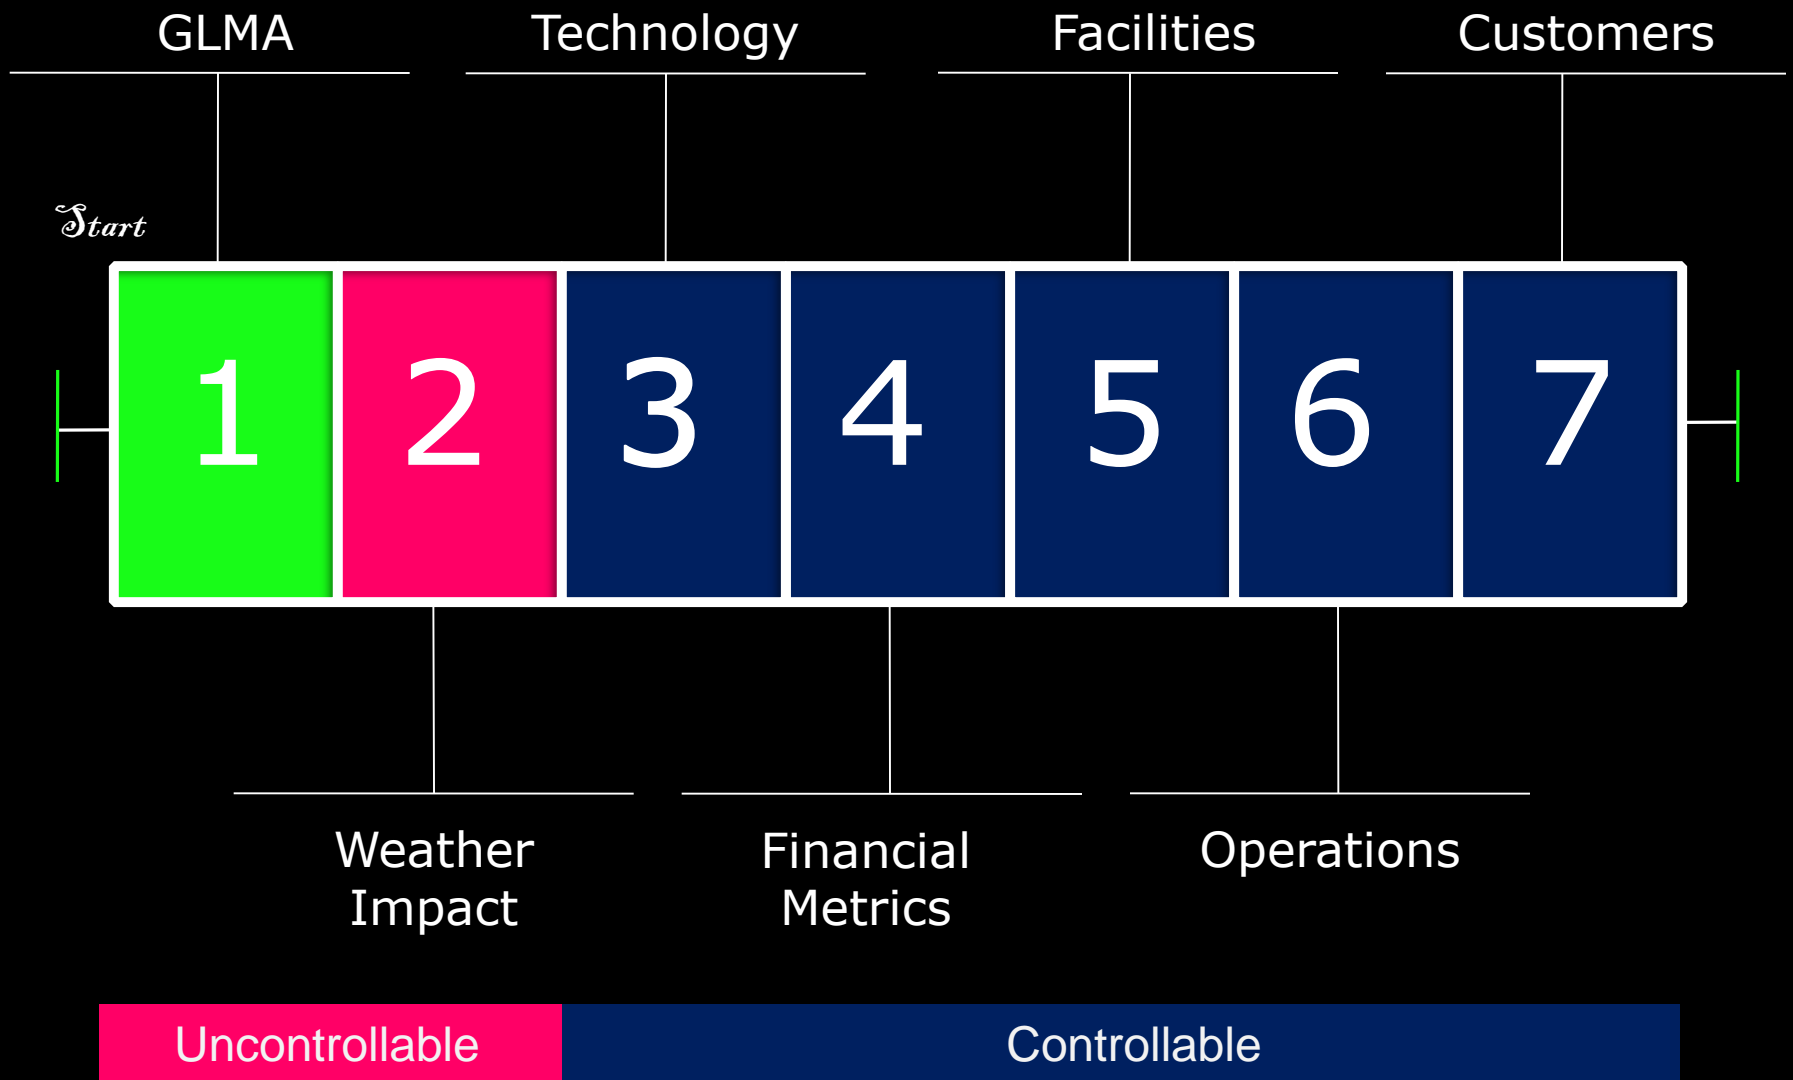 GLMA
Technology
Facilities
Customers
Start
1
2
3
4
5
6
7
Weather
Impact
Financial
Metrics
Operations
Uncontrollable
Controllable